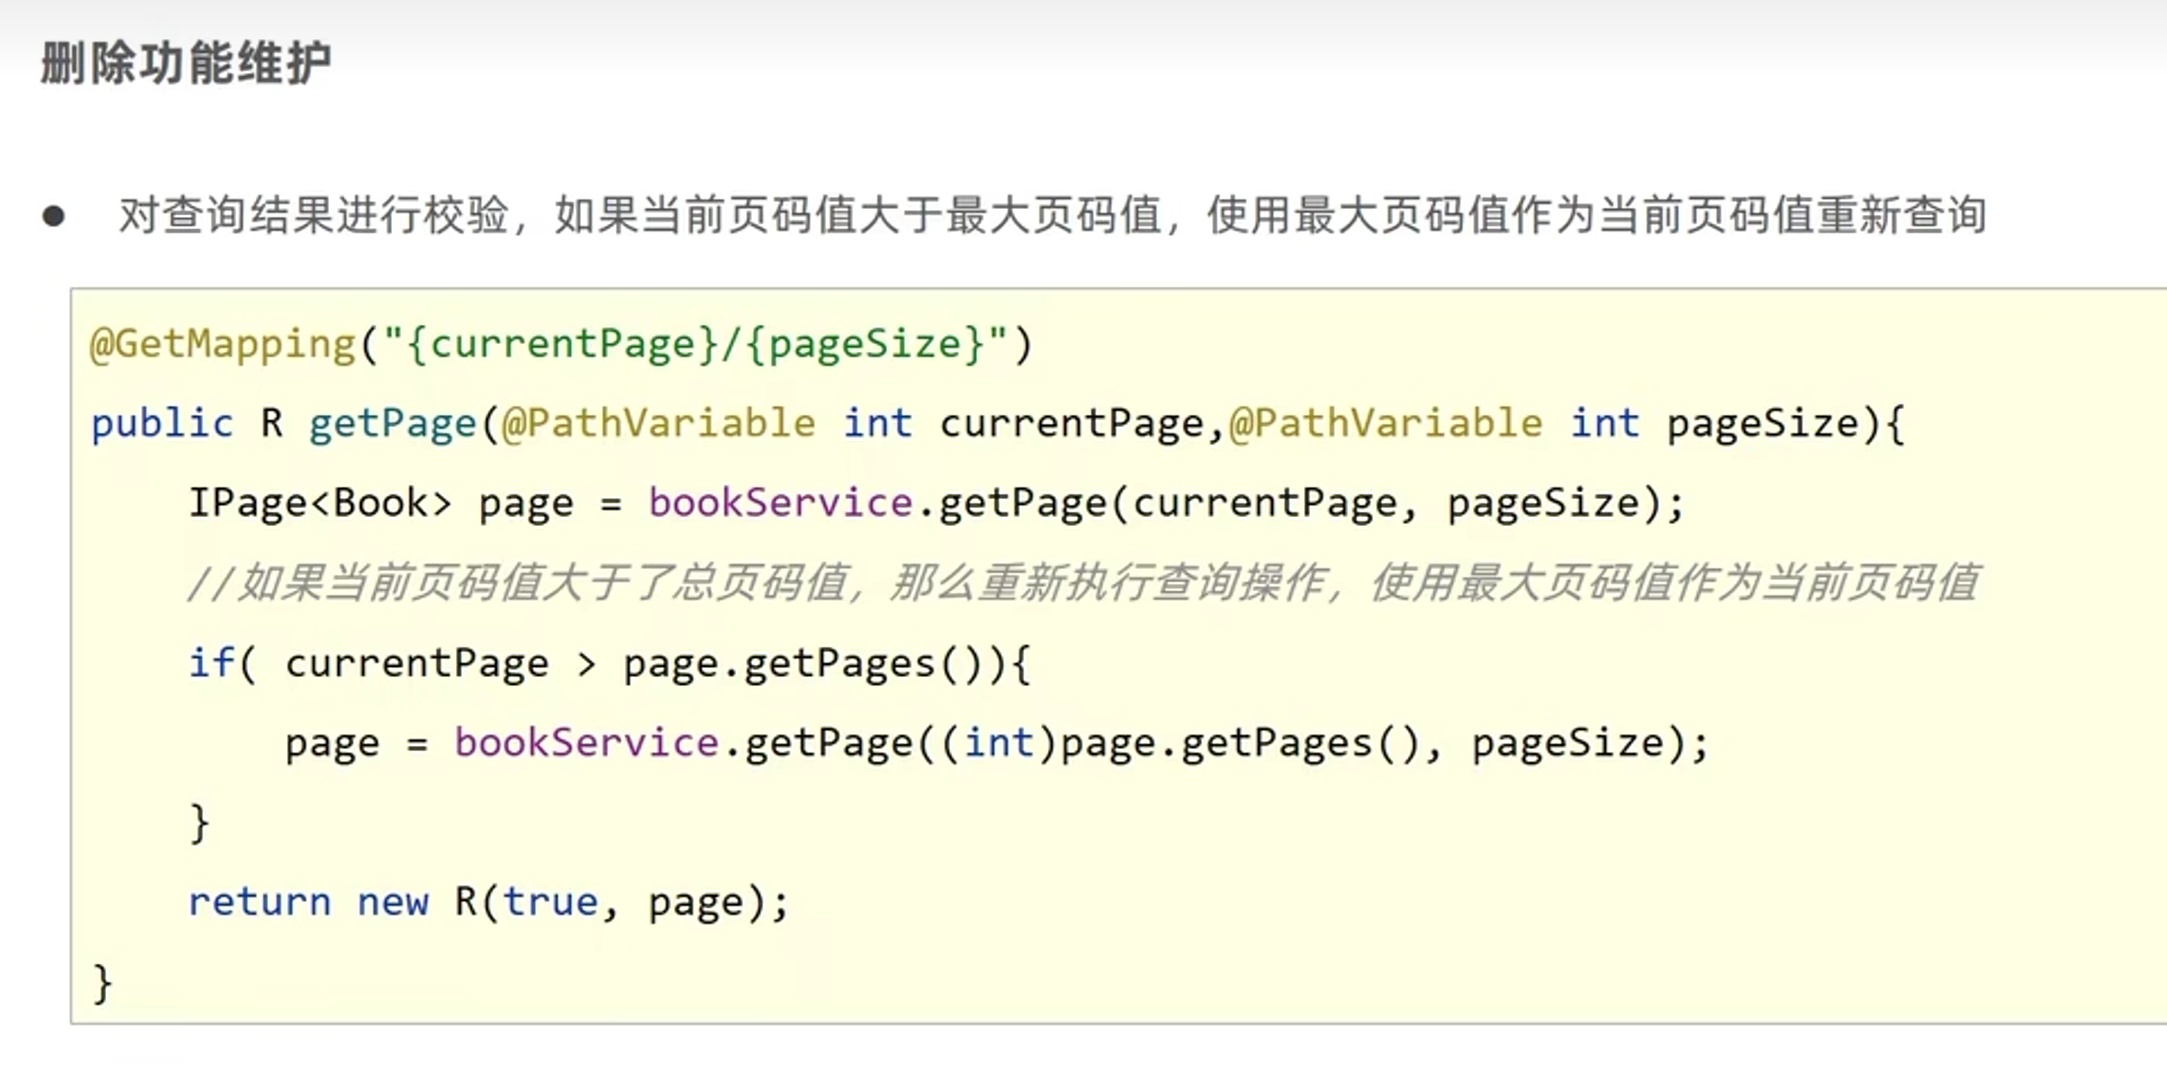 删除功能维护
● 对查询结果进行校验，如果当前页码值大于最大页码值，使用最大页码值作为当前页码值重新查询
@GetMapping("{currentPage}/{pageSize}")
public R getPage(@PathVariable int currentPage,@PathVariable int pageSize){
    IPage<Book> page = bookService.getPage(currentPage, pageSize);
    //如果当前页码值大于了总页码值，那么重新执行查询操作，使用最大页码值作为当前页码值
    if( currentPage > page.getPages()){
        page = bookService.getPage((int)page.getPages(), pageSize);
    }
    return new R(true, page);
}